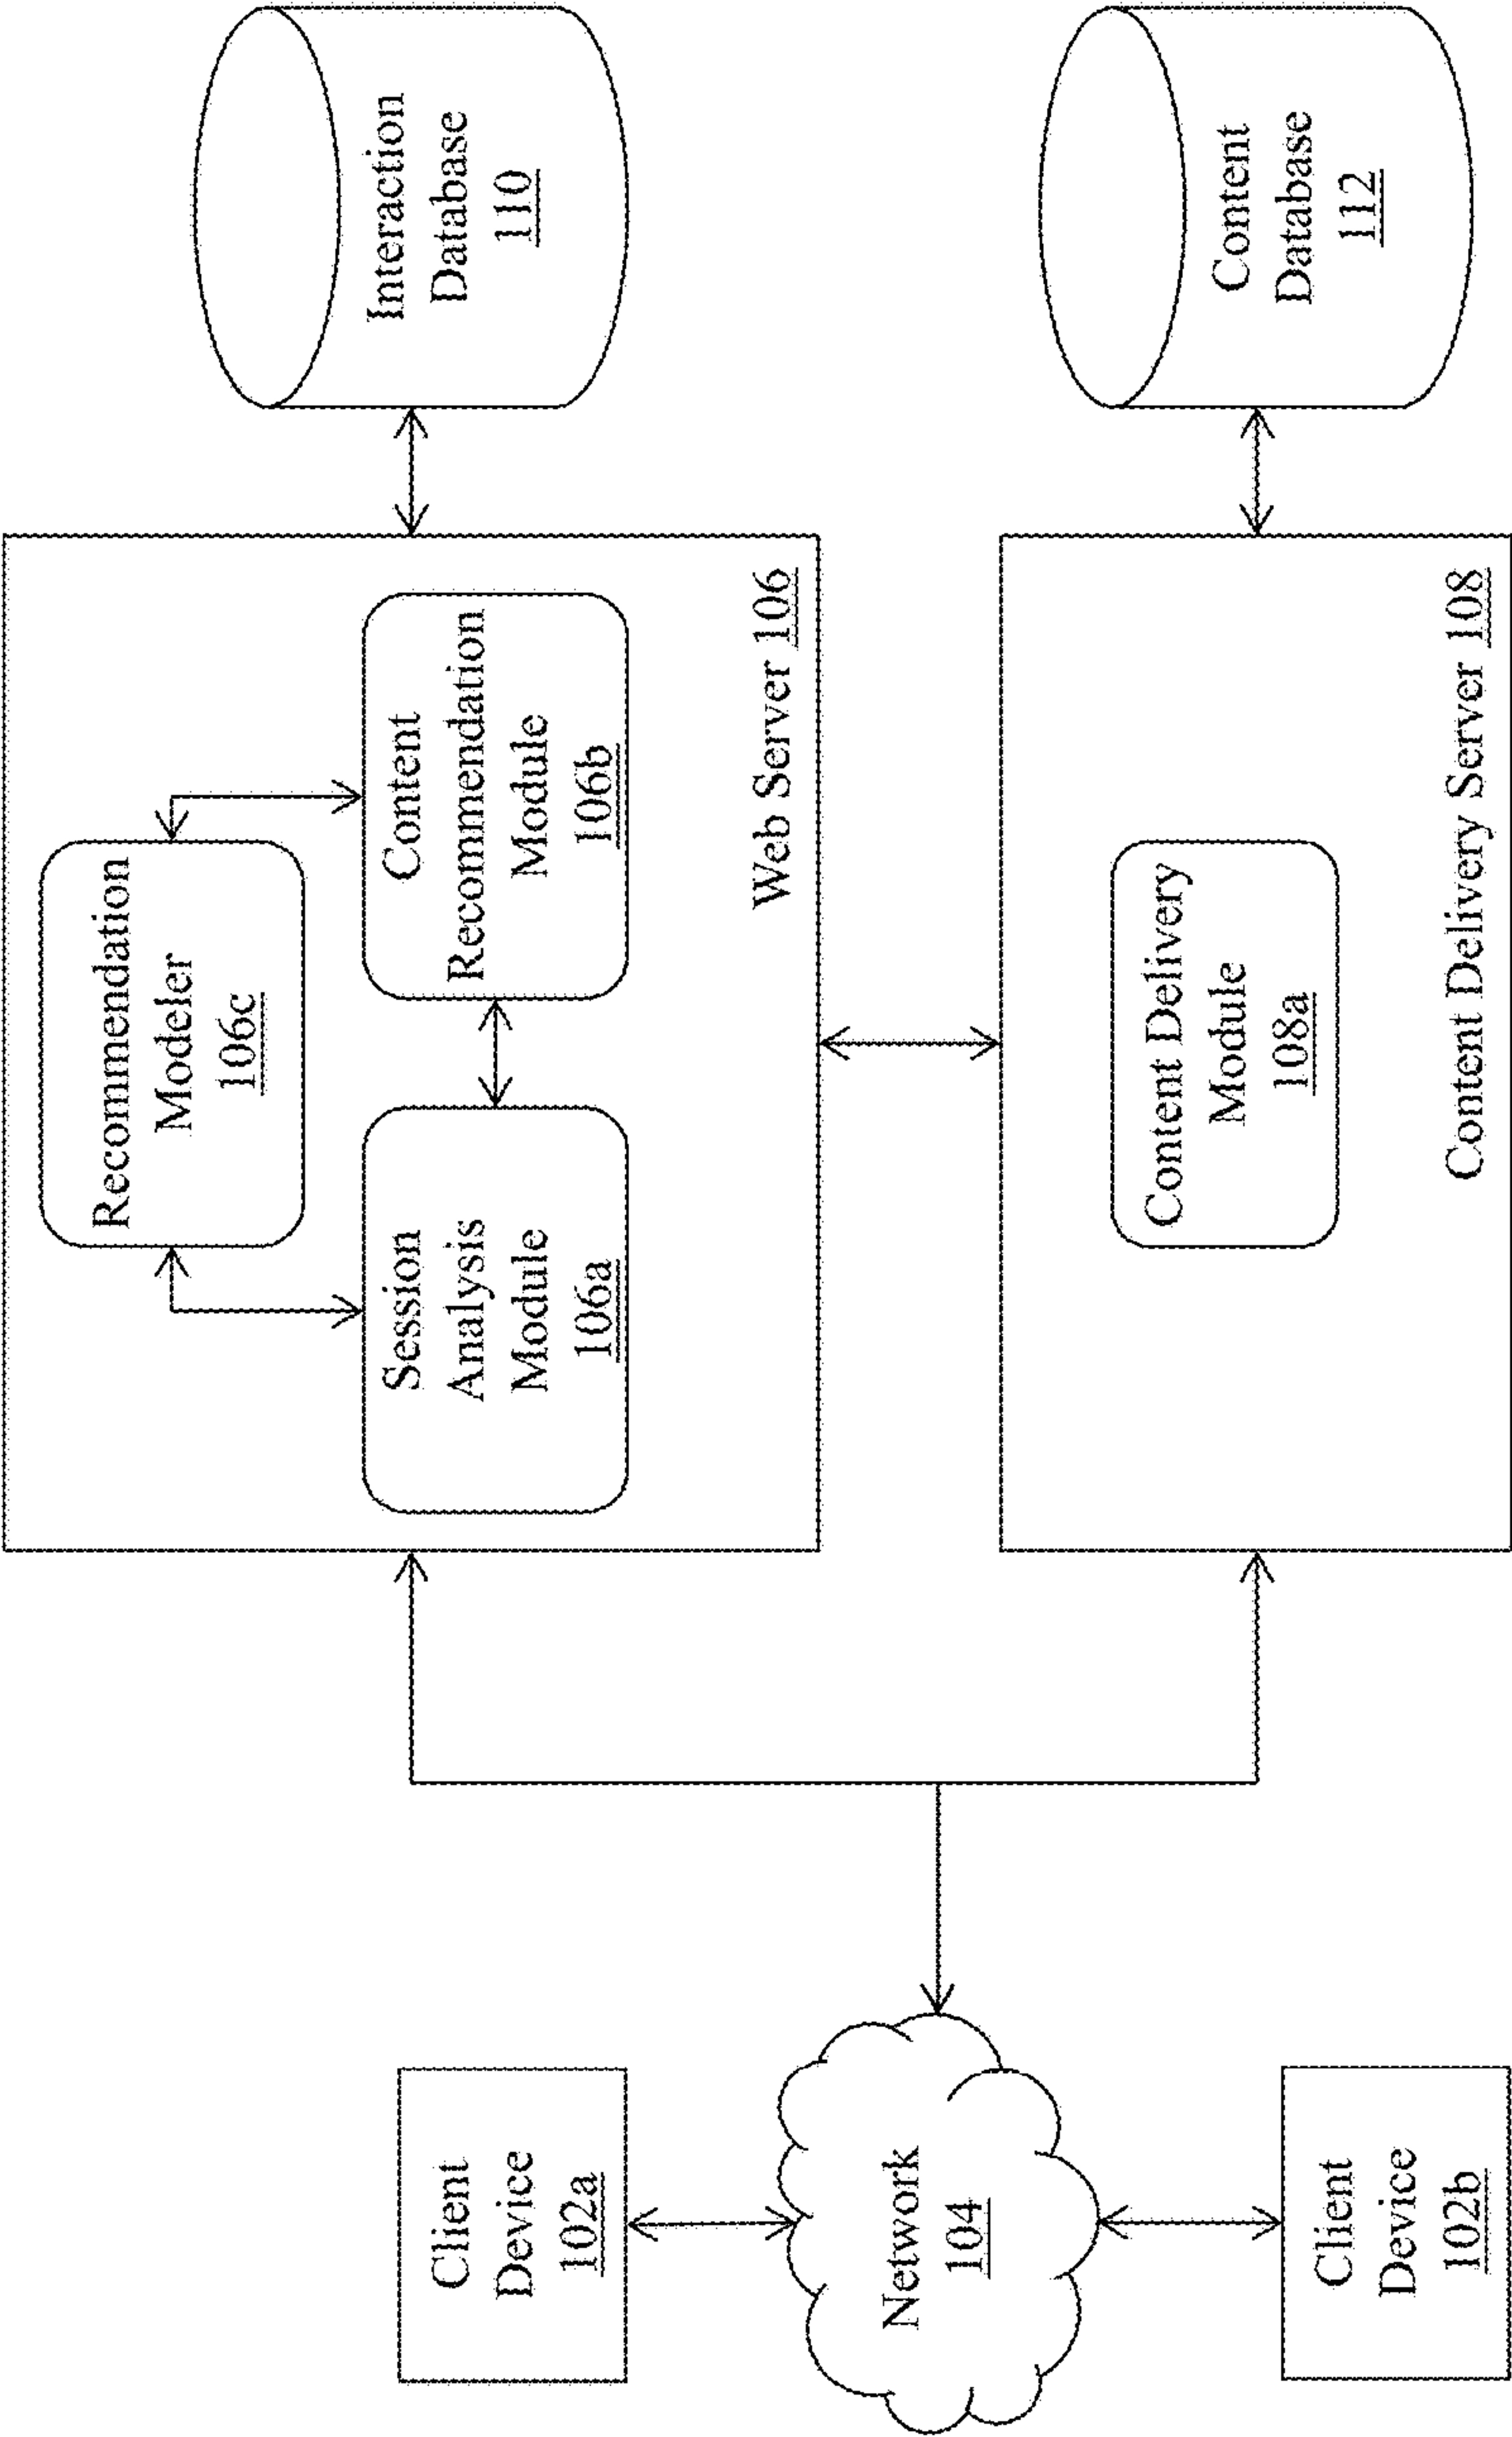 Client
Device
102a
Network
104
Client
Device
102b
Recommendation
Modeler
106c
Session
Analysis
Module
106a
Content
Recommendation
Module
106b
Web Server 106
Content Delivery
Module
108a
Content Delivery Server 108
Interaction
Database
110
Content
Database
112